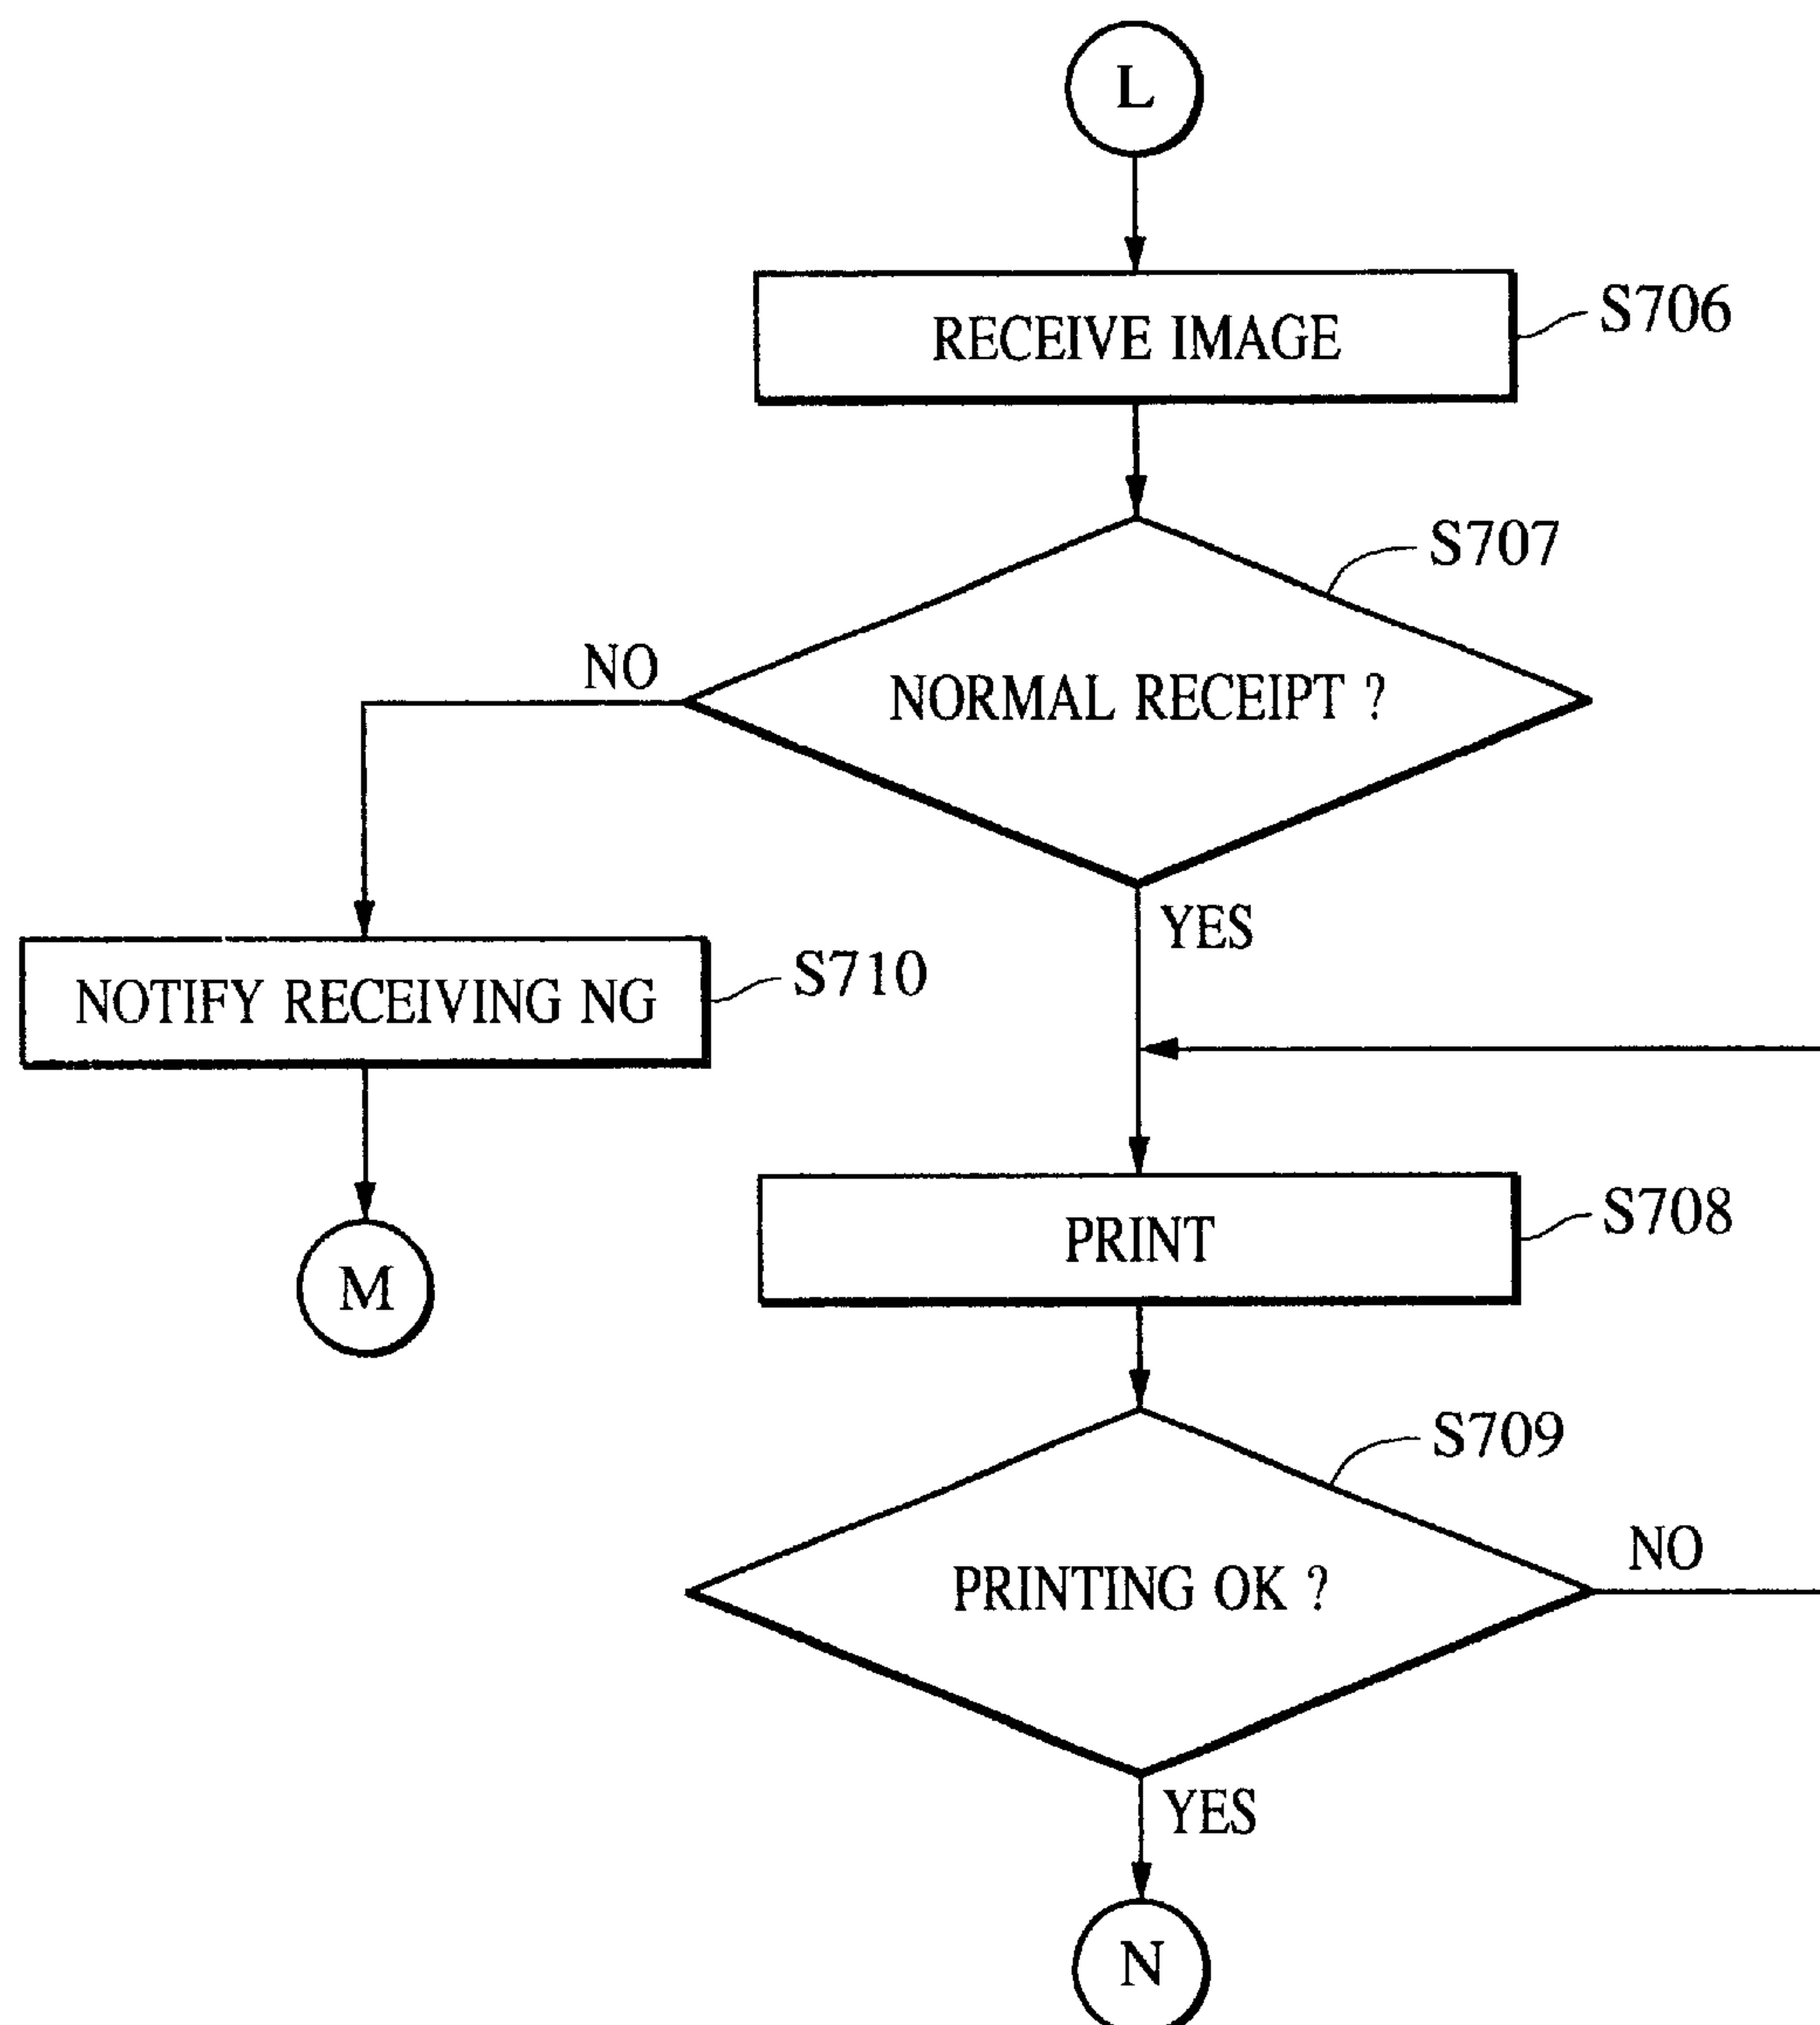 L
RECEIVE IMAGE
S706
S707
NO
NORMAL RECEIPT ?
YES
NOTIFY RECEIVING NG
S710
M
PRINT
S708
S709
PRINTING OK ?
NO
YES
N